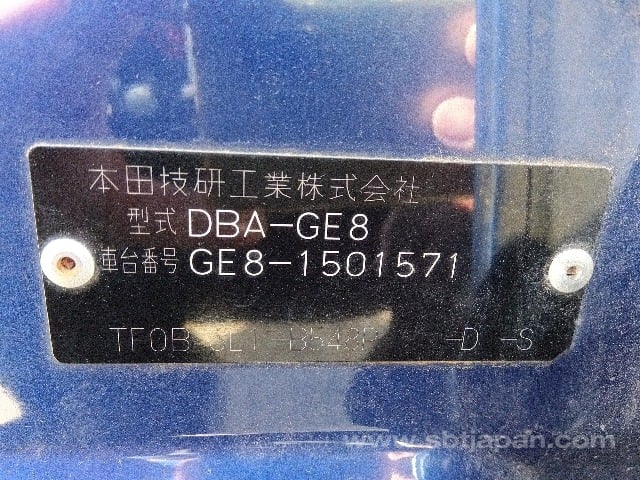 本田技研工業株式会社
型式 DBA-GE8
車台番号 GE8-1501571
-D -S
www.sbtjapan.com